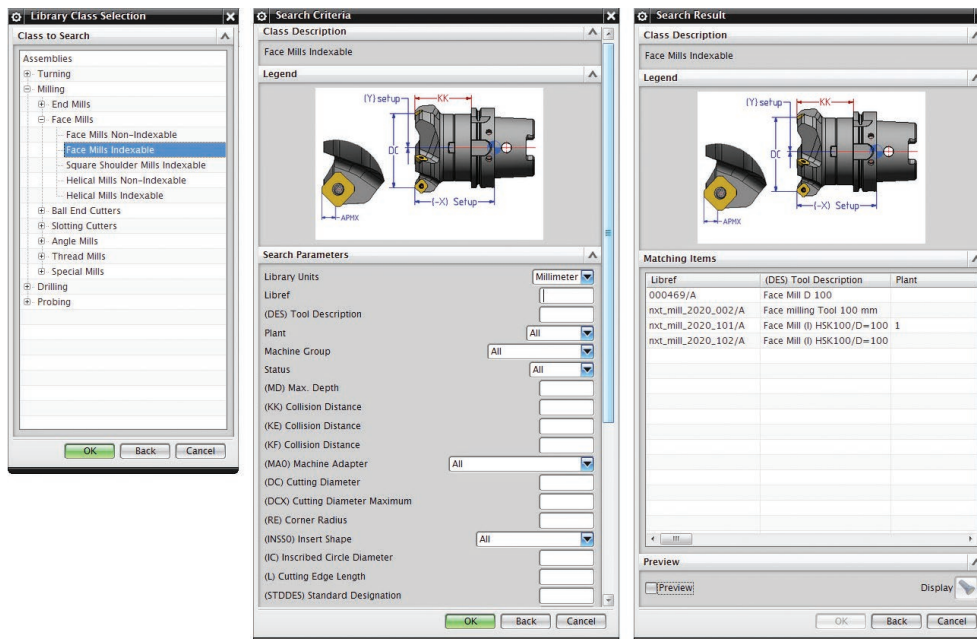 Library Class Selection
Class to Search
Assemblies
Turning
Milling
End Mills
Face Mills
Face Mills Non-Indexable
Face Mills Indexable
Square Shoulder Mills Indexable
Helical Mills Non-Indexable
Helical Mills Indexable
Ball End Cutters
Slotting Cutters
Angle Mills
Thread Mills
Special Mills
Drilling
Probing
OK Back Cancel
Search Criteria
Class Description
Face Mills Indexable
Legend
(Y) setup KK
DC
(-X) Setup
APMX
Search Parameters
Library Units Millimeter
Libref
(DES) Tool Description
Plant All
Machine Group All
Status All
(MD) Max. Depth
(KK) Collision Distance
(KE) Collision Distance
(KF) Collision Distance
(MA0) Machine Adapter All
(DC) Cutting Diameter
(DCX) Cutting Diameter Maximum
(RE) Corner Radius
(INSS0) Insert Shape All
(IC) Inscribed Circle Diameter
(L) Cutting Edge Length
(STDDES) Standard Designation
OK Back Cancel
Search Result
Class Description
Face Mills Indexable
Legend
(Y) setup KK
DC
(-X) Setup
APMX
Matching Items
Libref (DES) Tool Description Plant
000469/A Face Mill D 100
nxt_mill_2020_002/A Face milling Tool 100 mm
nxt_mill_2020_101/A Face Mill (I) HSK100/D=100 1
nxt_mill_2020_102/A Face Mill (I) HSK100/D=100
Preview
Preview Display
OK Back Cancel